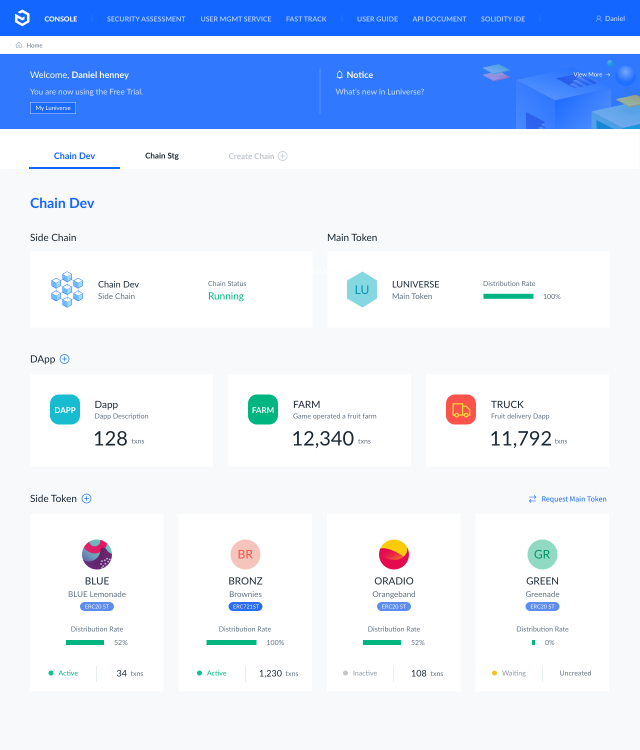 CONSOLE SECURITY ASSESSMENT USER MGMT SERVICE FAST TRACK USER GUIDE API DOCUMENT SOLIDITY IDE Daniel
Home
Welcome, Daniel henney
You are now using the Free Trial.
My Luniverse
Notice
View More →
What's new in Luniverse?
Chain Dev Chain Stg Create Chain
Chain Dev
Side Chain
Chain Dev
Side Chain
Chain Status
Running
Main Token
LU
LUNIVERSE
Main Token
Distribution Rate
100%
DApp
DAPP
Dapp
Dapp Description
128 txns
FARM
FARM
Game operated a fruit farm
12,340 txns
TRUCK
Fruit delivery Dapp
11,792 txns
Side Token
Request Main Token
BLUE
BLUE Lemonade
ERC20 ST
Distribution Rate
52%
Active 34 txns
BR
BRONZ
Brownies
ERC721ST
Distribution Rate
100%
Active 1,230 txns
ORADIO
Orangeband
ERC20 ST
Distribution Rate
52%
Inactive 108 txns
GR
GREEN
Greenade
ERC20 ST
Distribution Rate
0%
Waiting Uncreated